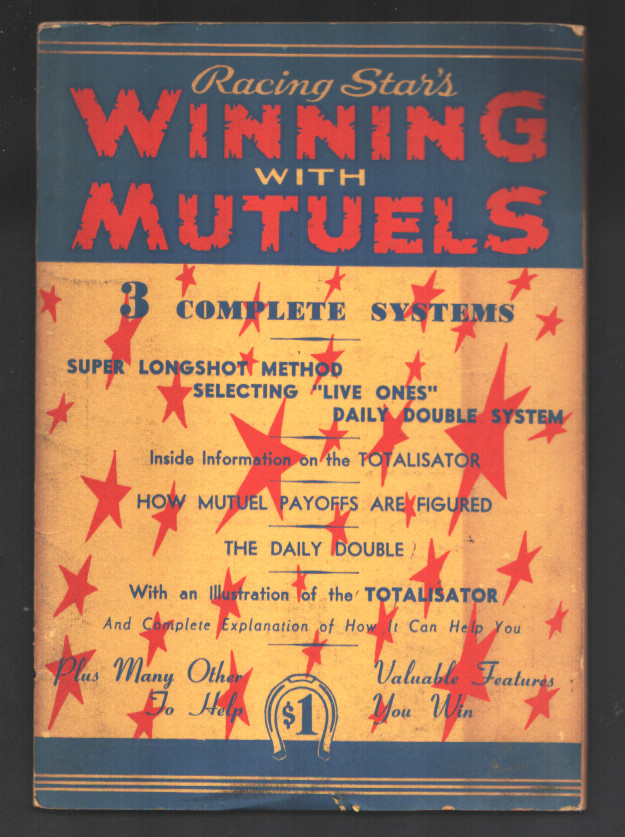 Racing Star's
WINNING
WITH
MUTUELS
3 COMPLETE SYSTEMS
SUPER LONGSHOT METHOD
SELECTING "LIVE ONES"
DAILY DOUBLE SYSTEM
Inside Information on the TOTALISATOR
HOW MUTUEL PAYOFFS ARE FIGURED
THE DAILY DOUBLE
With an Illustration of the TOTALISATOR
And Complete Explanation of How It Can Help You
Plus Many Other Valuable Features
To Help You Win
$1